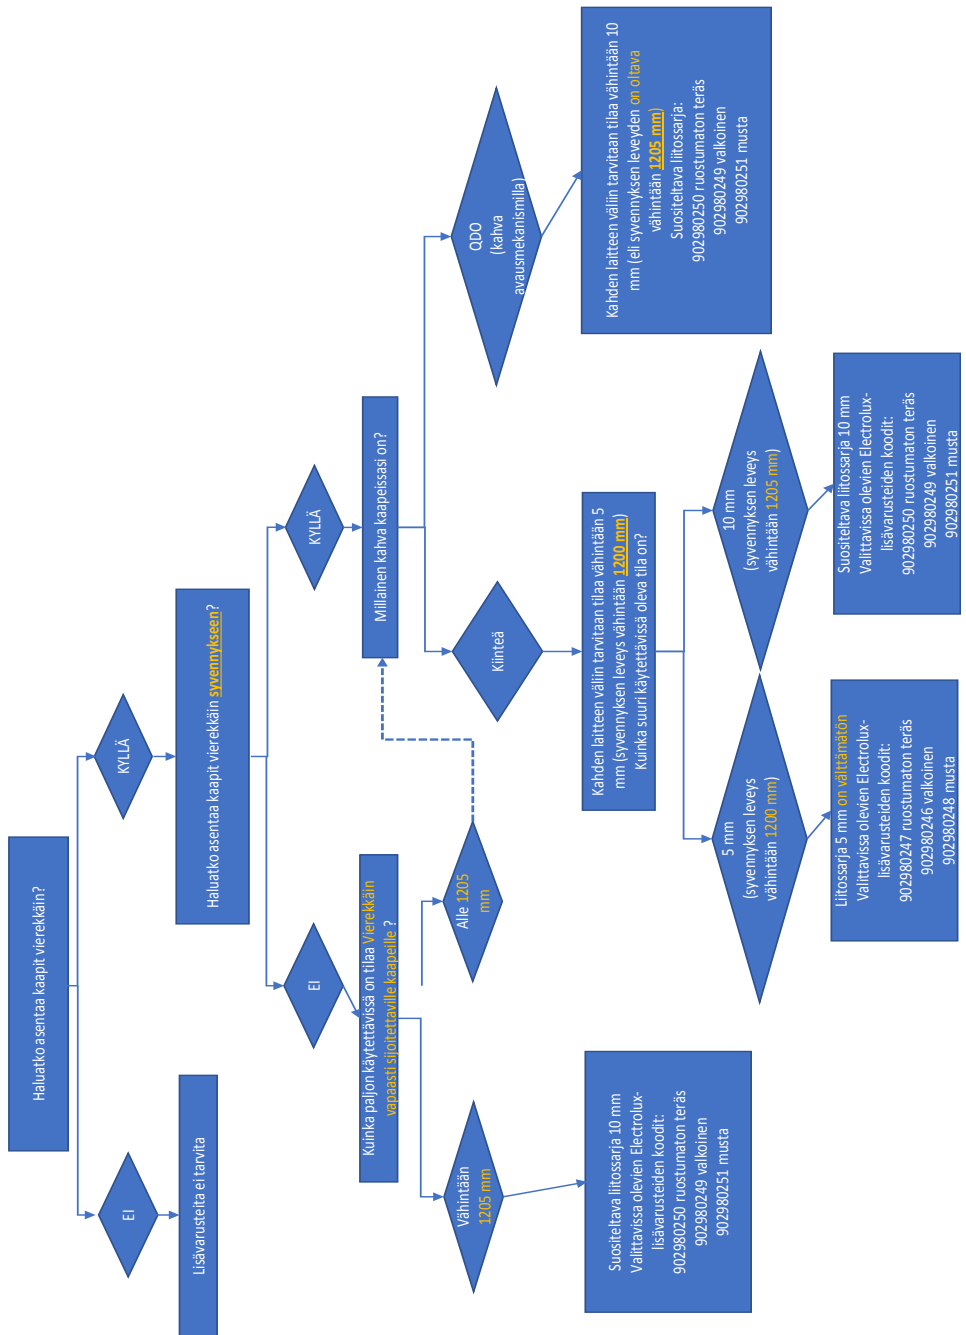 Haluatko asentaa kaapit vierekkäin?
EI
Lisävarusteita ei tarvita
KYLLÄ
Haluatko asentaa kaapit vierekkäin syvennykseen?
EI
Kuinka paljon käytettävissä on tilaa Vierekkäin
vapaasti sijoitettaville kaapeille ?
Vähintään
1205 mm
Suositeltava liitossarja 10 mm
Valittavissa olevien Electrolux-
lisävarusteiden koodit:
902980250 ruostumaton teräs
902980249 valkoinen
902980251 musta
Alle 1205
mm
KYLLÄ
Millainen kahva kaapeissasi on?
Kiinteä
Kahden laitteen väliin tarvitaan tilaa vähintään 5
mm (syvennyksen leveys vähintään 1200 mm)
Kuinka suuri käytettävissä oleva tila on?
5 mm
(syvennyksen leveys
vähintään 1200 mm)
Liitossarja 5 mm on välttämätön
Valittavissa olevien Electrolux-
lisävarusteiden koodit:
902980247 ruostumaton teräs
902980246 valkoinen
902980248 musta
10 mm
(syvennyksen leveys
vähintään 1205 mm)
Suositeltava liitossarja 10 mm
Valittavissa olevien Electrolux-
lisävarusteiden koodit:
902980250 ruostumaton teräs
902980249 valkoinen
902980251 musta
QDO
(kahva
avausmekanismilla)
Kahden laitteen väliin tarvitaan tilaa vähintään 10
mm (eli syvennyksen leveyden on oltava
vähintään 1205 mm)
Suositeltava liitossarja:
902980250 ruostumaton teräs
902980249 valkoinen
902980251 musta